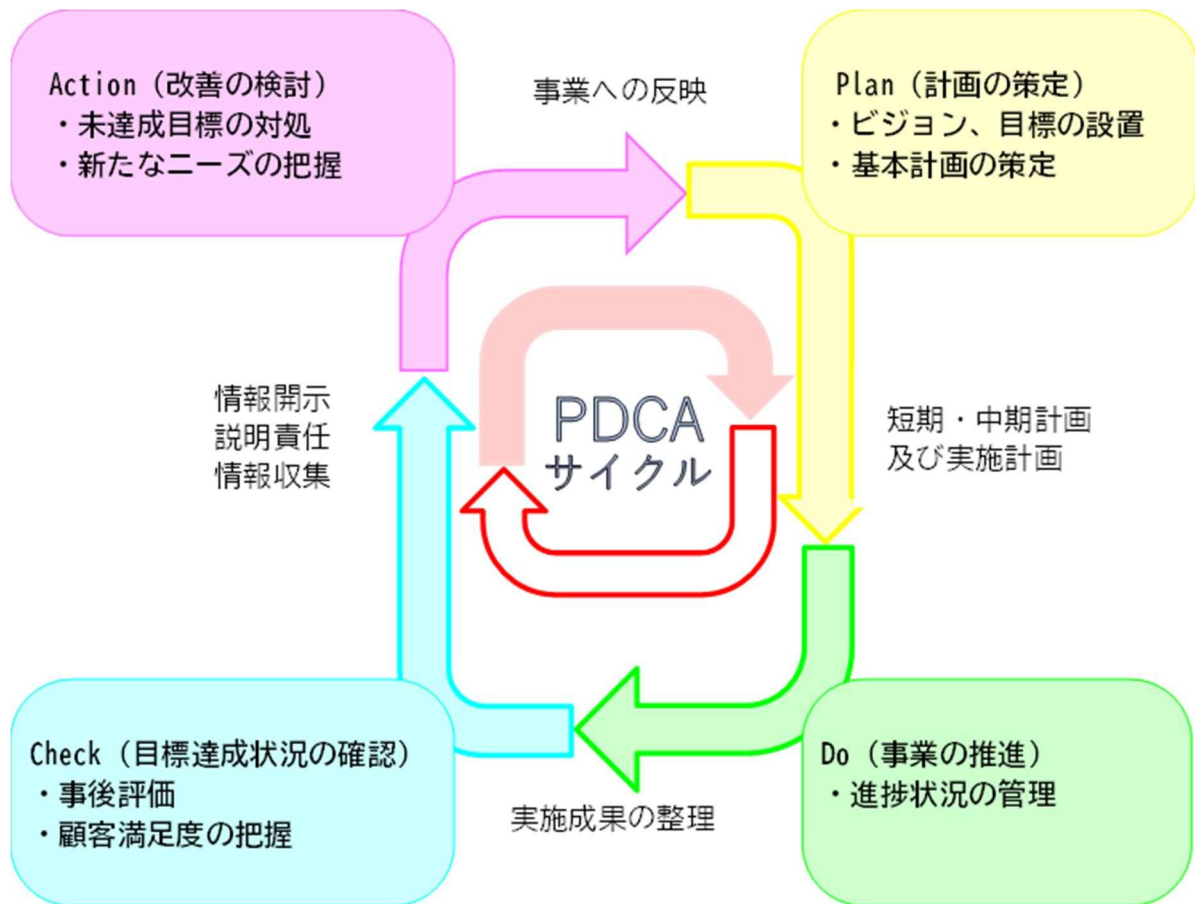 Action（改善の検討）
・未達成目標の対処
・新たなニーズの把握
事業への反映
Plan（計画の策定）
・ビジョン、目標の設置
・基本計画の策定
情報開示
説明責任
情報収集
PDCA
サイクル
短期・中期計画
及び実施計画
Check（目標達成状況の確認）
・事後評価
・顧客満足度の把握
実施成果の整理
Do（事業の推進）
・進捗状況の管理